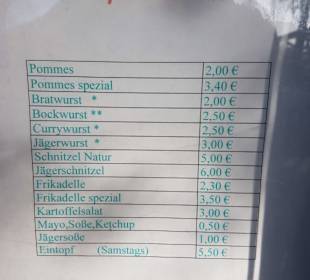 Pommes 2,00 €
Pommes spezial 3,40 €
Bratwurst * 2,00 €
Bockwurst ** 2,50 €
Currywurst * 2,50 €
Jägerwurst * 3,00 €
Schnitzel Natur 5,00 €
Jägerschnitzel 6,00 €
Frikadelle 2,30 €
Frikadelle spezial 3,50 €
Kartoffelsalat 3,00 €
Mayo,Soße,Ketchup 0,50 €
Jägersoße 1,00 €
Eintopf (Samstags) 5,50 €